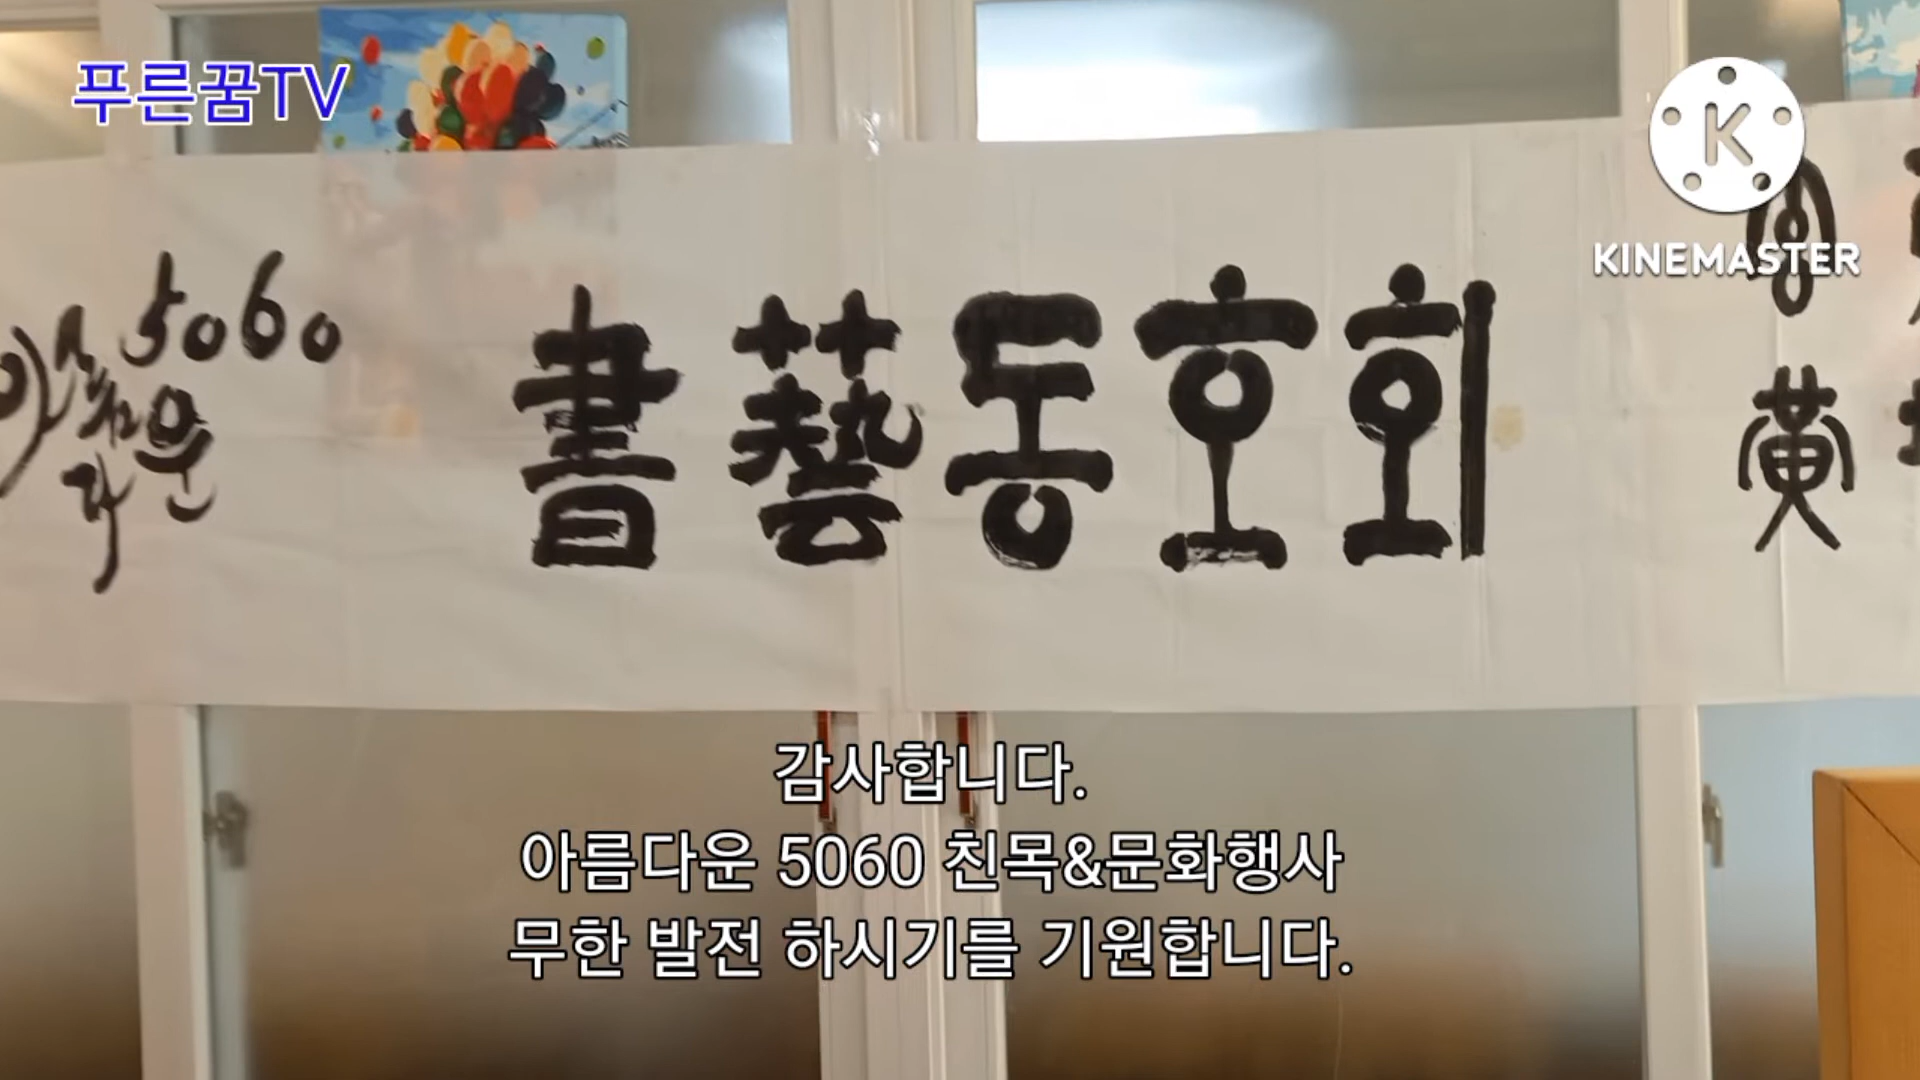 푸른꿈TV
KINEMASTER
5060
書藝동호회
黃
감사합니다.
아름다운 5060 친목&문화행사
무한 발전 하시기를 기원합니다.